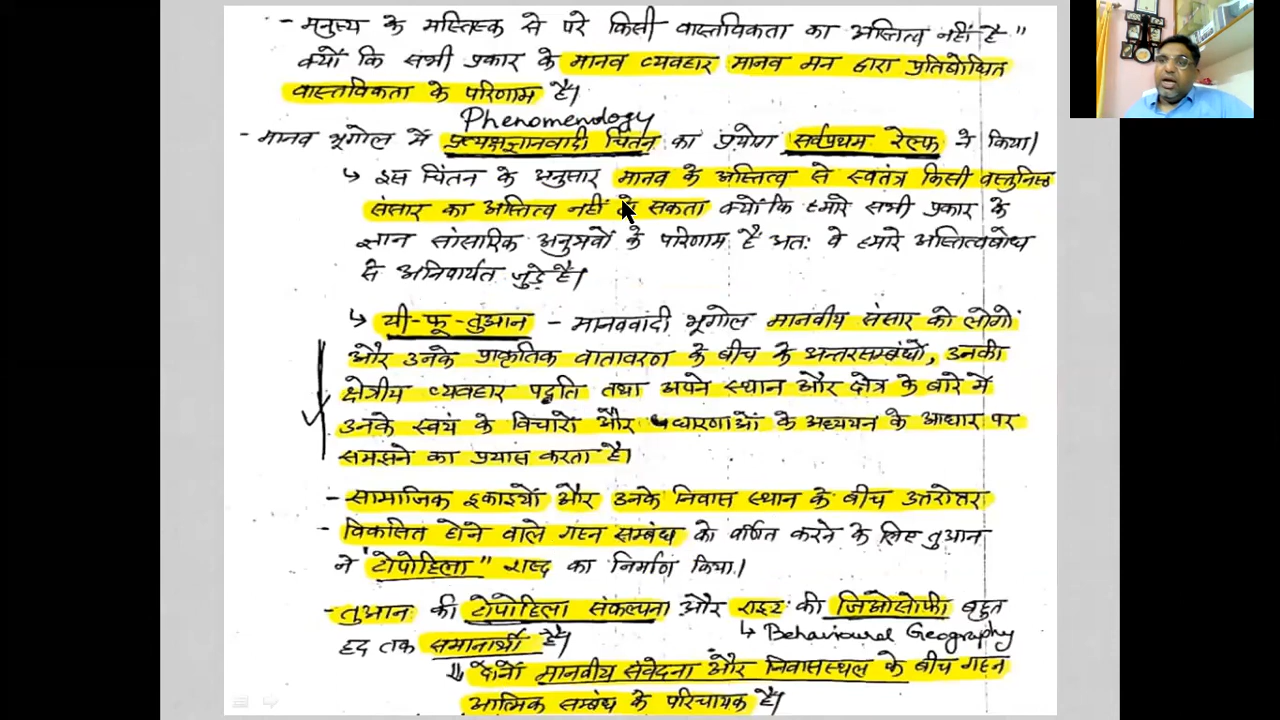 - मनुस्य के मस्तिस्क से परे किसी वास्तविकता का अस्तित्व नहीं है"
क्यों कि सभी प्रकार के मानव व्यवहार मानव मन द्वारा प्रतिबोधित
वास्तविकता के परिणाम है।
Phenomenology
- मानव भूगोल में प्रत्यक्षज्ञानवादी चिंतन का प्रयोग सर्वप्रथम रेल्फ ने किया।
↳ इस चिंतन के अनुसार मानव के अस्तित्व से स्वतंत्र किसी वस्तुनिष्ठ
संसार का अस्तित्व नहीं हो सकता क्योंकि हमारे सभी प्रकार के
ज्ञान सांसारिक अनुभवों के परिणाम है अतः वे हमारे अस्तित्वबोध
से अनिवार्यत जुड़े है।
↳ यी-फू-तुआन - मानववादी भूगोल मानवीय संसार को लोगों
और उनके प्राकृतिक वातावरण के बीच के अन्तरसम्बंधों, उनकी
क्षेत्रीय व्यवहार पद्धति तथा अपने स्थान और क्षेत्र के बारे में
उनके स्वयं के विचारों और धारणाओं के अध्ययन के आधार पर
समझने का प्रयास करता है।
- सामाजिक इकाइयों और उनके निवास स्थान के बीच उत्तरोत्तर
- विकसित होने वाले गहन सम्बंध को वर्णित करने के लिए तुआन
ने "टोपोहिला" शब्द का निर्माण किया।
- तुआन की टोपोहिला संकल्पना और राइट की जिओसोफी बहुत
↳ Behavioural Geography
हद तक समानार्थी है।
दोनों मानवीय संवेदना और निवासस्थल के बीच गहन
आत्मिक सम्बंध के परिचायक है।